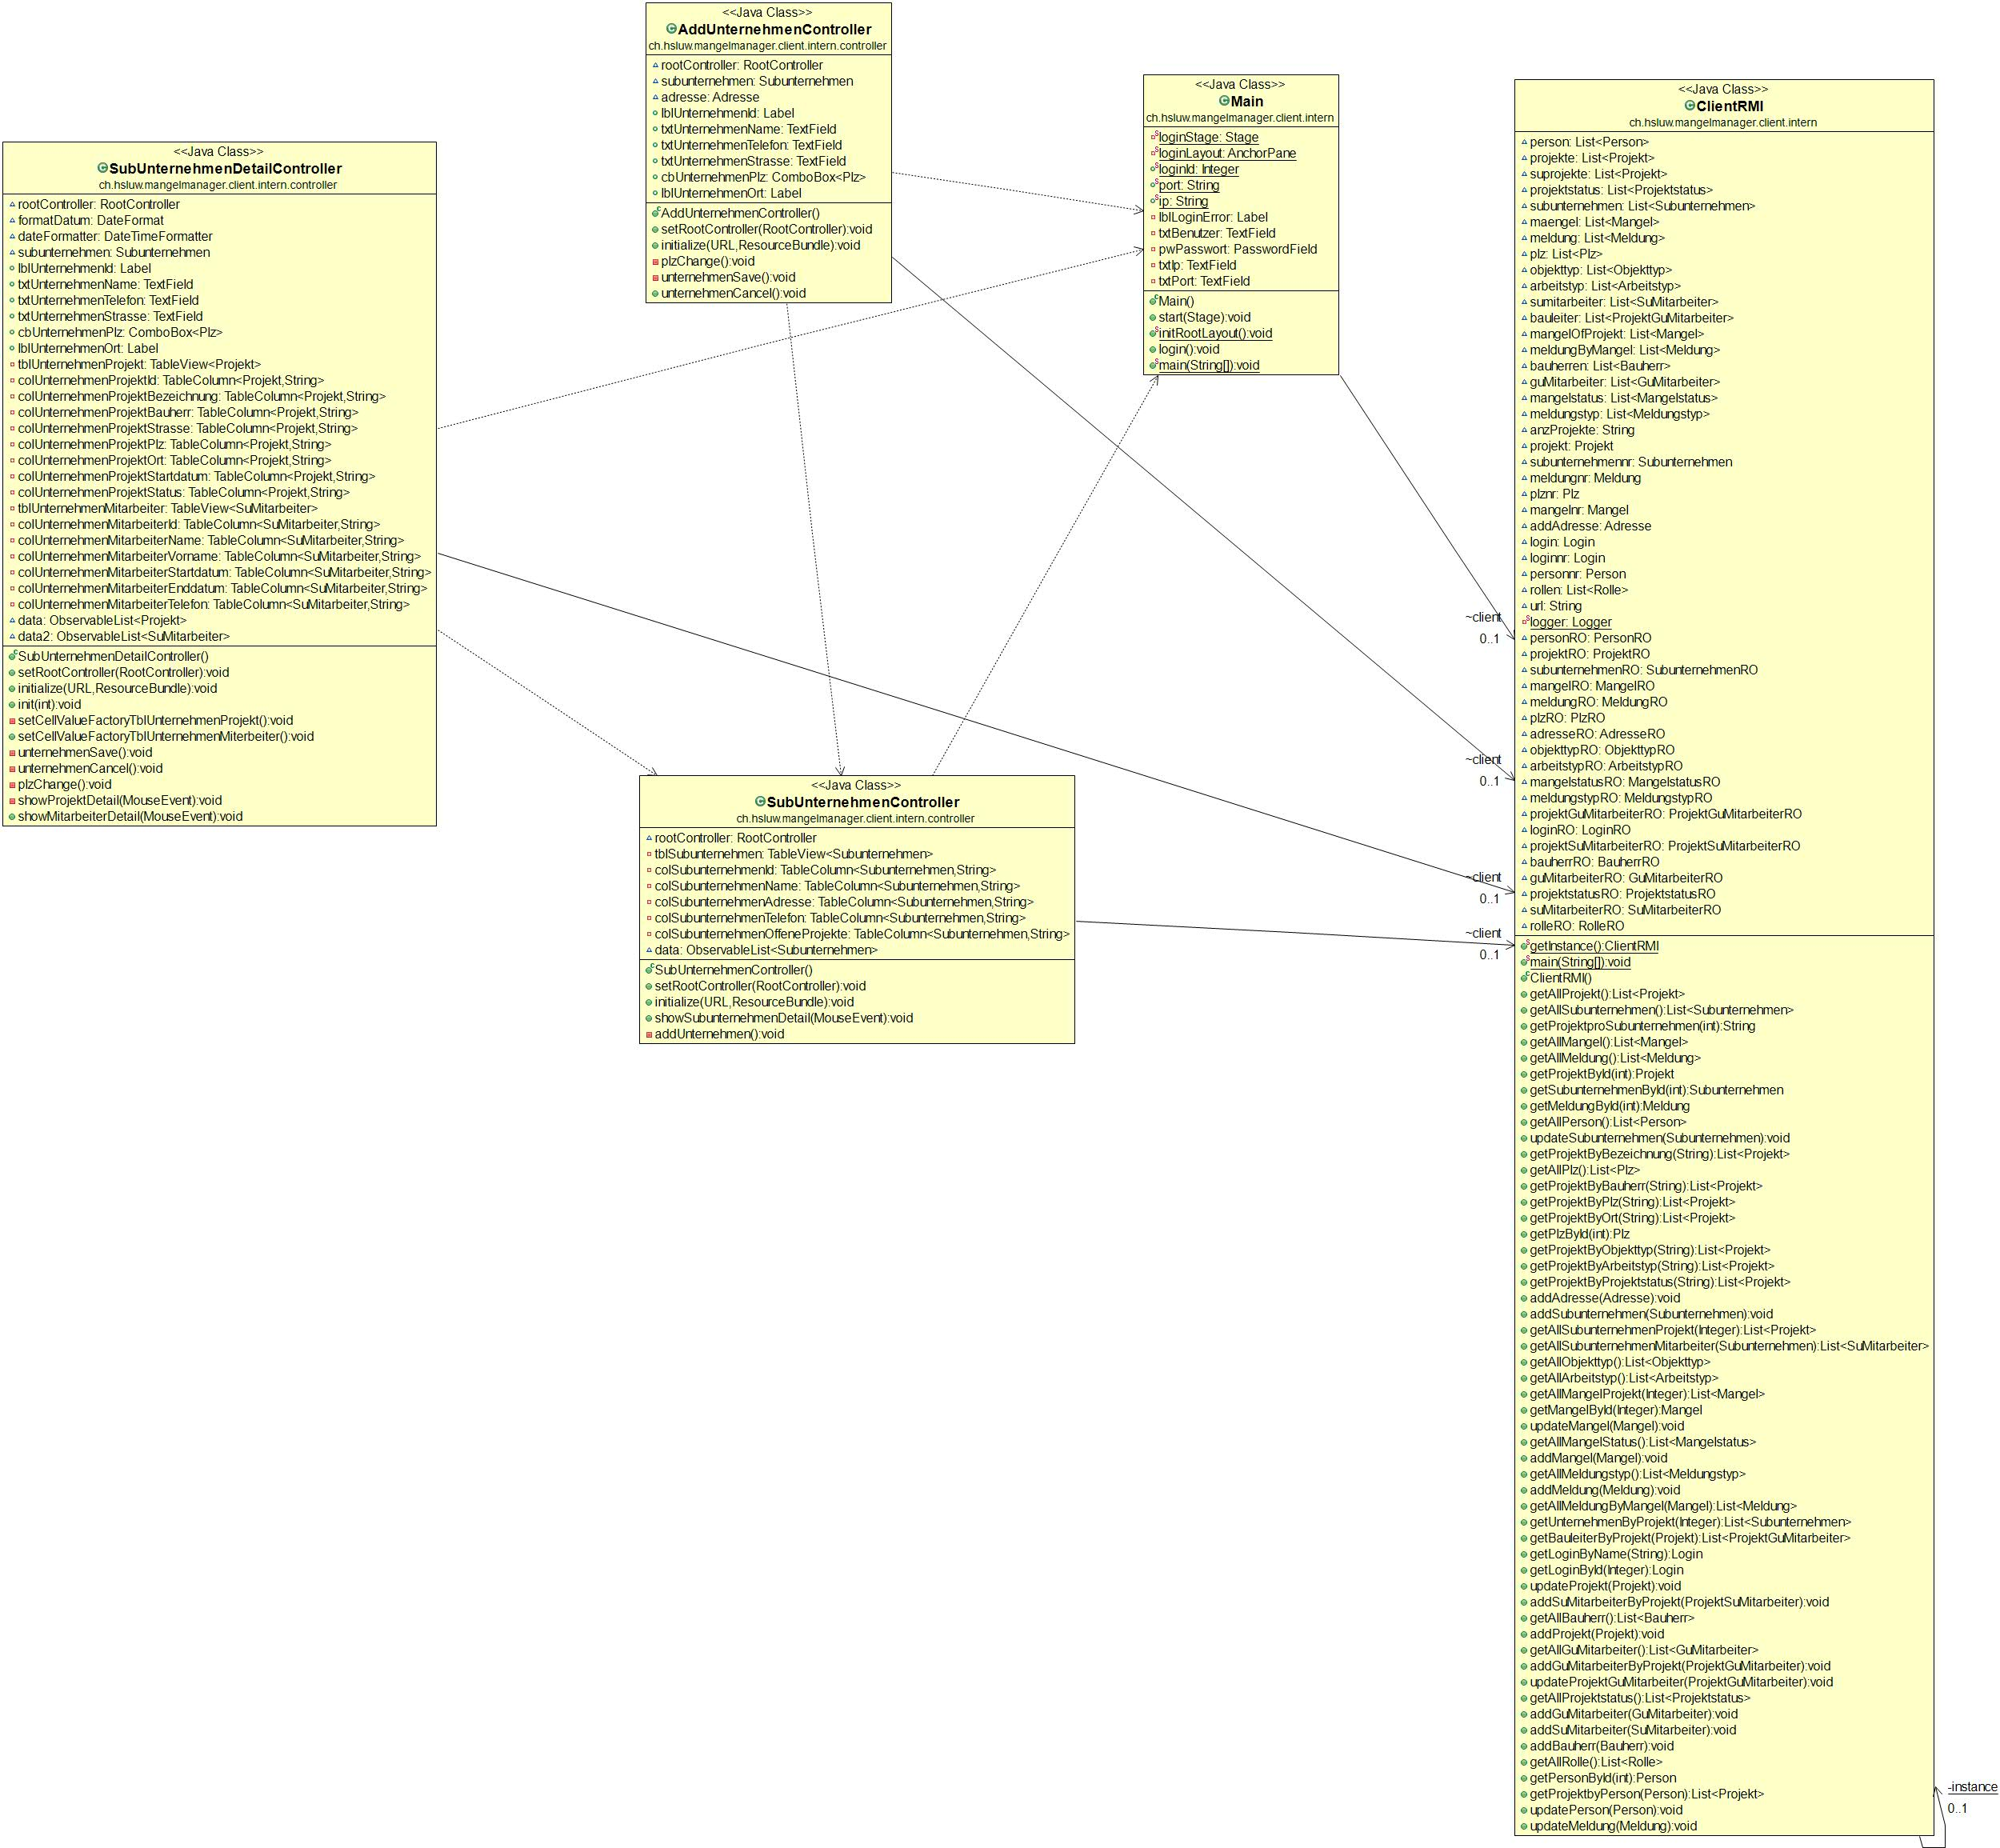 <<Java Class>>
AddUnternehmenController
ch.hsluw.mangelmanager.client.intern.controller
rootController: RootController
subunternehmen: Subunternehmen
adresse: Adresse
lblUnternehmenId: Label
txtUnternehmenName: TextField
txtUnternehmenTelefon: TextField
txtUnternehmenStrasse: TextField
cbUnternehmenPlz: ComboBox<Plz>
lblUnternehmenOrt: Label
AddUnternehmenController()
setRootController(RootController):void
initialize(URL,ResourceBundle):void
plzChange():void
unternehmenSave():void
unternehmenCancel():void
<<Java Class>>
Main
ch.hsluw.mangelmanager.client.intern
loginStage: Stage
loginLayout: AnchorPane
loginId: Integer
port: String
ip: String
lblLoginError: Label
txtBenutzer: TextField
pwPasswort: PasswordField
txtIp: TextField
txtPort: TextField
Main()
start(Stage):void
initRootLayout():void
login():void
main(String[]):void
<<Java Class>>
SubUnternehmenDetailController
ch.hsluw.mangelmanager.client.intern.controller
rootController: RootController
formatDatum: DateFormat
dateFormatter: DateTimeFormatter
subunternehmen: Subunternehmen
lblUnternehmenId: Label
txtUnternehmenName: TextField
txtUnternehmenTelefon: TextField
txtUnternehmenStrasse: TextField
cbUnternehmenPlz: ComboBox<Plz>
lblUnternehmenOrt: Label
tblUnternehmenProjekt: TableView<Projekt>
colUnternehmenProjektId: TableColumn<Projekt,String>
colUnternehmenProjektBezeichnung: TableColumn<Projekt,String>
colUnternehmenProjektBauherr: TableColumn<Projekt,String>
colUnternehmenProjektStrasse: TableColumn<Projekt,String>
colUnternehmenProjektPlz: TableColumn<Projekt,String>
colUnternehmenProjektOrt: TableColumn<Projekt,String>
colUnternehmenProjektStartdatum: TableColumn<Projekt,String>
colUnternehmenProjektStatus: TableColumn<Projekt,String>
tblUnternehmenMitarbeiter: TableView<SuMitarbeiter>
colUnternehmenMitarbeiterId: TableColumn<SuMitarbeiter,String>
colUnternehmenMitarbeiterName: TableColumn<SuMitarbeiter,String>
colUnternehmenMitarbeiterVorname: TableColumn<SuMitarbeiter,String>
colUnternehmenMitarbeiterStartdatum: TableColumn<SuMitarbeiter,String>
colUnternehmenMitarbeiterEnddatum: TableColumn<SuMitarbeiter,String>
colUnternehmenMitarbeiterTelefon: TableColumn<SuMitarbeiter,String>
data: ObservableList<Projekt>
data2: ObservableList<SuMitarbeiter>
SubUnternehmenDetailController()
setRootController(RootController):void
initialize(URL,ResourceBundle):void
init(int):void
setCellValueFactoryTblUnternehmenProjekt():void
setCellValueFactoryTblUnternehmenMiterbeiter():void
unternehmenSave():void
unternehmenCancel():void
plzChange():void
showProjektDetail(MouseEvent):void
showMitarbeiterDetail(MouseEvent):void
<<Java Class>>
SubUnternehmenController
ch.hsluw.mangelmanager.client.intern.controller
rootController: RootController
tblSubunternehmen: TableView<Subunternehmen>
colSubunternehmenId: TableColumn<Subunternehmen,String>
colSubunternehmenName: TableColumn<Subunternehmen,String>
colSubunternehmenAdresse: TableColumn<Subunternehmen,String>
colSubunternehmenTelefon: TableColumn<Subunternehmen,String>
colSubunternehmenOffeneProjekte: TableColumn<Subunternehmen,String>
data: ObservableList<Subunternehmen>
SubUnternehmenController()
setRootController(RootController):void
initialize(URL,ResourceBundle):void
showSubunternehmenDetail(MouseEvent):void
addUnternehmen():void
~client
0..1
~client
0..1
~client
0..1
~client
0..1
<<Java Class>>
ClientRMI
ch.hsluw.mangelmanager.client.intern
person: List<Person>
projekte: List<Projekt>
suprojekte: List<Projekt>
projektstatus: List<Projektstatus>
subunternehmen: List<Subunternehmen>
maengel: List<Mangel>
meldung: List<Meldung>
plz: List<Plz>
objekttyp: List<Objekttyp>
arbeitstyp: List<Arbeitstyp>
sumitarbeiter: List<SuMitarbeiter>
bauleiter: List<ProjektGuMitarbeiter>
mangelOfProjekt: List<Mangel>
meldungByMangel: List<Meldung>
bauherren: List<Bauherr>
guMitarbeiter: List<GuMitarbeiter>
mangelstatus: List<Mangelstatus>
meldungstyp: List<Meldungstyp>
anzProjekte: String
projekt: Projekt
subunternehmennr: Subunternehmen
meldungnr: Meldung
plznr: Plz
mangelnr: Mangel
addAdresse: Adresse
login: Login
loginnr: Login
personnr: Person
rollen: List<Rolle>
url: String
logger: Logger
personRO: PersonRO
projektRO: ProjektRO
subunternehmenRO: SubunternehmenRO
mangelRO: MangelRO
meldungRO: MeldungRO
plzRO: PlzRO
adresseRO: AdresseRO
objekttypRO: ObjekttypRO
arbeitstypRO: ArbeitstypRO
mangelstatusRO: MangelstatusRO
meldungstypRO: MeldungstypRO
projektGuMitarbeiterRO: ProjektGuMitarbeiterRO
loginRO: LoginRO
projektSuMitarbeiterRO: ProjektSuMitarbeiterRO
bauherrRO: BauherrRO
guMitarbeiterRO: GuMitarbeiterRO
projektstatusRO: ProjektstatusRO
suMitarbeiterRO: SuMitarbeiterRO
rolleRO: RolleRO
getInstance():ClientRMI
main(String[]):void
ClientRMI()
getAllProjekt():List<Projekt>
getAllSubunternehmen():List<Subunternehmen>
getProjektproSubunternehmen(int):String
getAllMangel():List<Mangel>
getAllMeldung():List<Meldung>
getProjektById(int):Projekt
getSubunternehmenById(int):Subunternehmen
getMeldungById(int):Meldung
getAllPerson():List<Person>
updateSubunternehmen(Subunternehmen):void
getProjektByBezeichnung(String):List<Projekt>
getAllPlz():List<Plz>
getProjektByBauherr(String):List<Projekt>
getProjektByPlz(String):List<Projekt>
getProjektByOrt(String):List<Projekt>
getPlzById(int):Plz
getProjektByObjekttyp(String):List<Projekt>
getProjektByArbeitstyp(String):List<Projekt>
getProjektByProjektstatus(String):List<Projekt>
addAdresse(Adresse):void
addSubunternehmen(Subunternehmen):void
getAllSubunternehmenProjekt(Integer):List<Projekt>
getAllSubunternehmenMitarbeiter(Subunternehmen):List<SuMitarbeiter>
getAllObjekttyp():List<Objekttyp>
getAllArbeitstyp():List<Arbeitstyp>
getAllMangelProjekt(Integer):List<Mangel>
getMangelById(Integer):Mangel
updateMangel(Mangel):void
getAllMangelStatus():List<Mangelstatus>
addMangel(Mangel):void
getAllMeldungstyp():List<Meldungstyp>
addMeldung(Meldung):void
getAllMeldungByMangel(Mangel):List<Meldung>
getUnternehmenByProjekt(Integer):List<Subunternehmen>
getBauleiterByProjekt(Projekt):List<ProjektGuMitarbeiter>
getLoginByName(String):Login
getLoginById(Integer):Login
updateProjekt(Projekt):void
addSuMitarbeiterByProjekt(ProjektSuMitarbeiter):void
getAllBauherr():List<Bauherr>
addProjekt(Projekt):void
getAllGuMitarbeiter():List<GuMitarbeiter>
addGuMitarbeiterByProjekt(ProjektGuMitarbeiter):void
updateProjektGuMitarbeiter(ProjektGuMitarbeiter):void
getAllProjektstatus():List<Projektstatus>
addGuMitarbeiter(GuMitarbeiter):void
addSuMitarbeiter(SuMitarbeiter):void
addBauherr(Bauherr):void
getAllRolle():List<Rolle>
getPersonById(int):Person
getProjektbyPerson(Person):List<Projekt>
updatePerson(Person):void
updateMeldung(Meldung):void
-instance
0..1